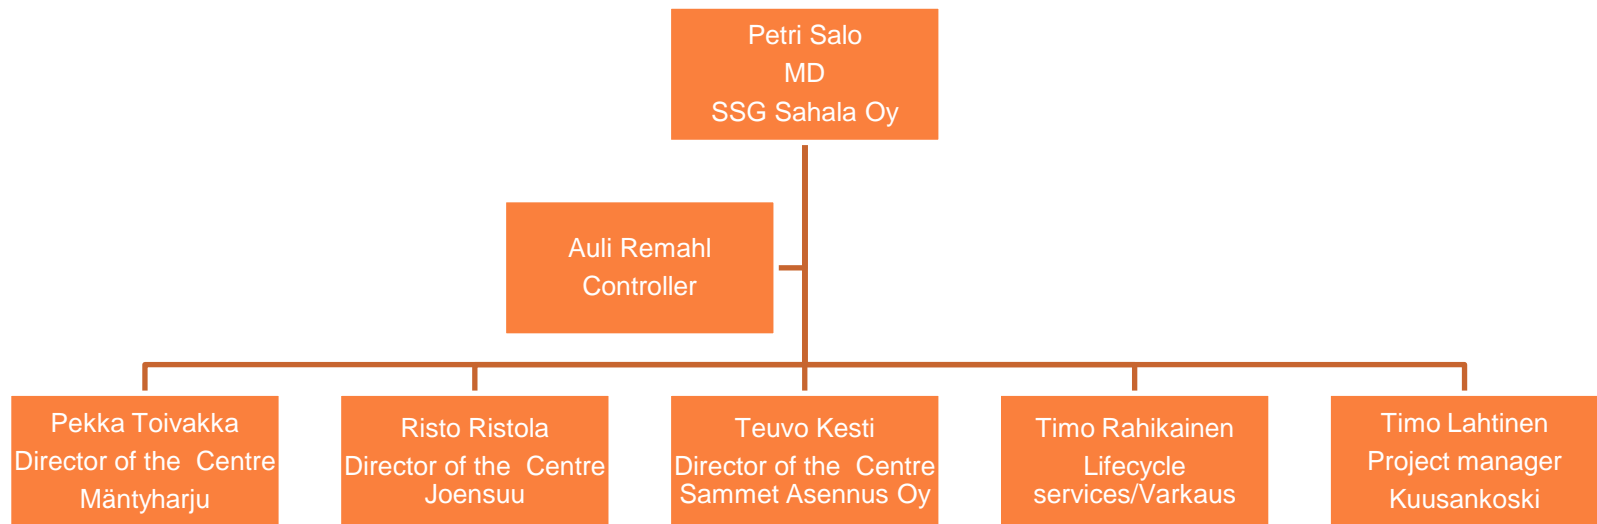 Petri Salo
MD
SSG Sahala Oy
Auli Remahl
Controller
Pekka Toivakka
Director of the Centre
Mäntyharju
Risto Ristola
Director of the Centre
Joensuu
Teuvo Kesti
Director of the Centre
Sammet Asennus Oy
Timo Rahikainen
Lifecycle
services/Varkaus
Timo Lahtinen
Project manager
Kuusankoski